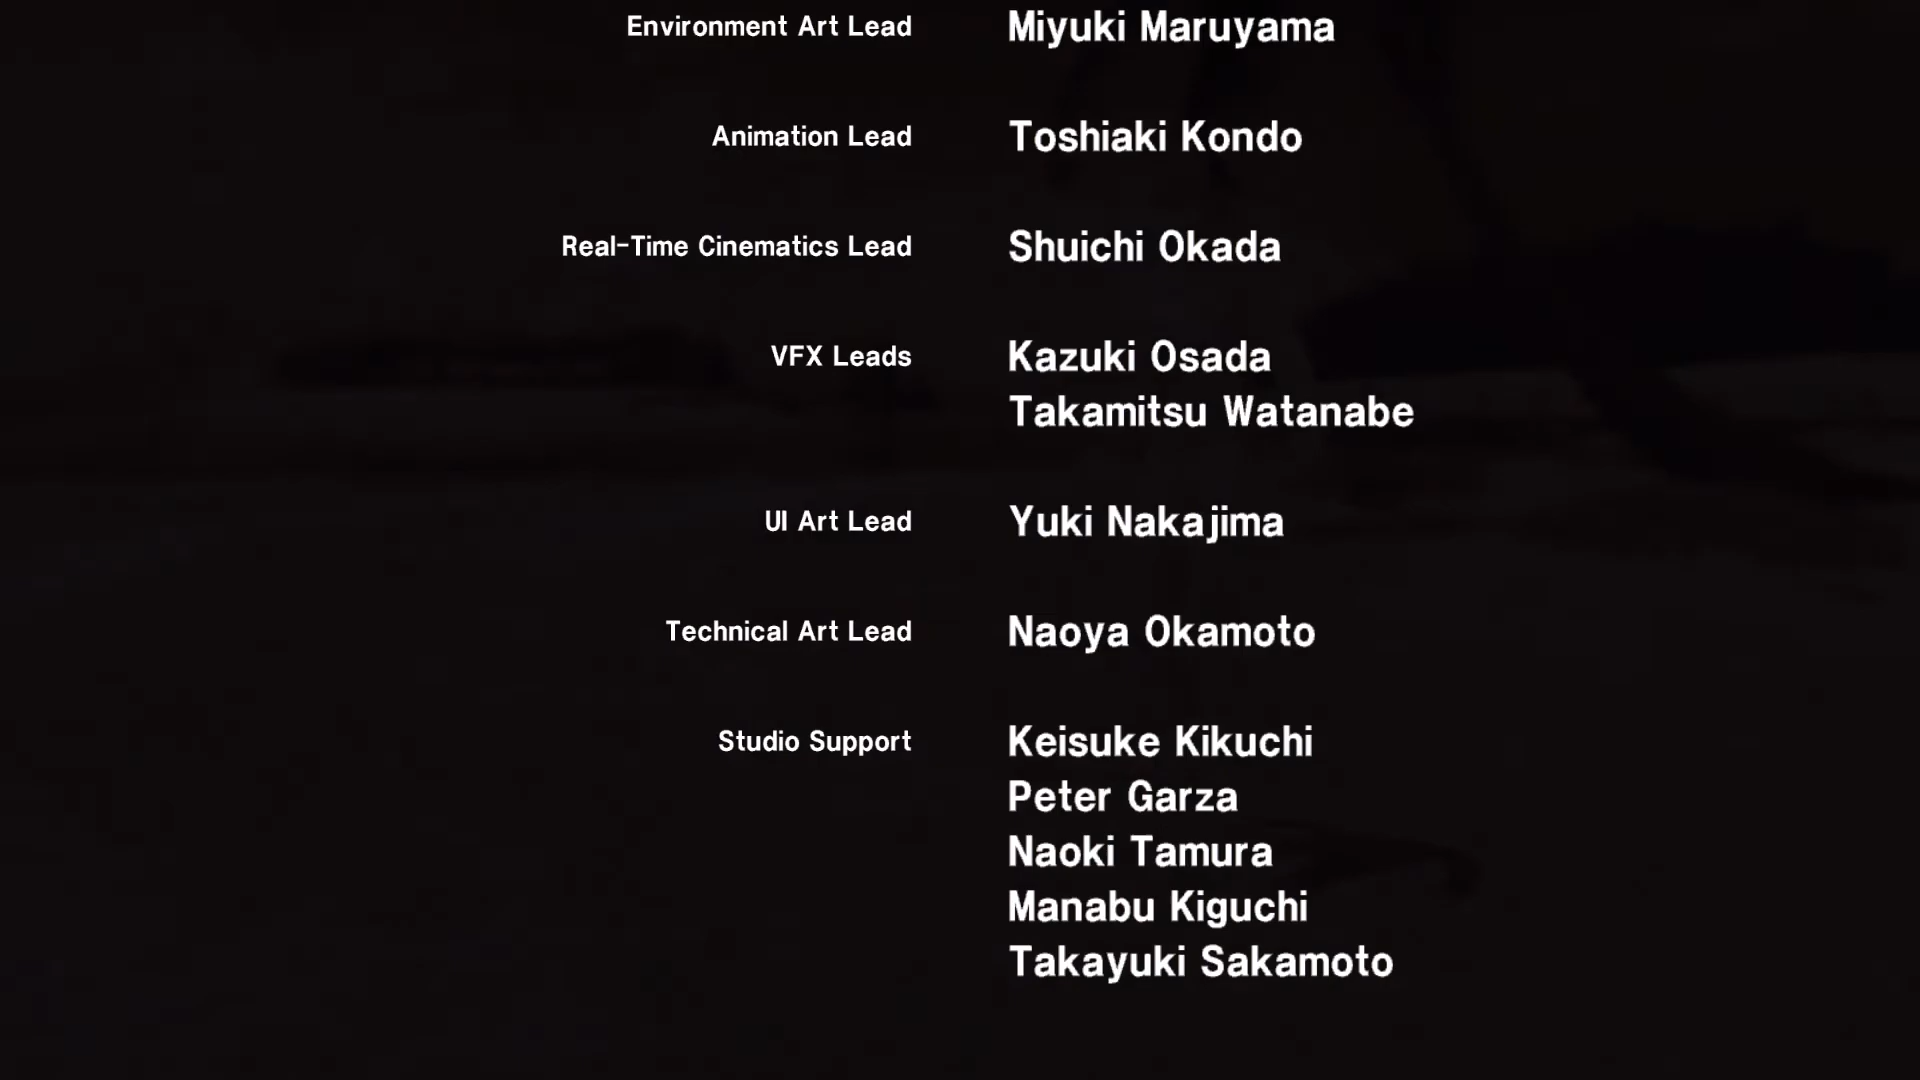 Environment Art Lead Miyuki Maruyama
Animation Lead Toshiaki Kondo
Real-Time Cinematics Lead Shuichi Okada
VFX Leads Kazuki Osada
Takamitsu Watanabe
UI Art Lead Yuki Nakajima
Technical Art Lead Naoya Okamoto
Studio Support Keisuke Kikuchi
Peter Garza
Naoki Tamura
Manabu Kiguchi
Takayuki Sakamoto